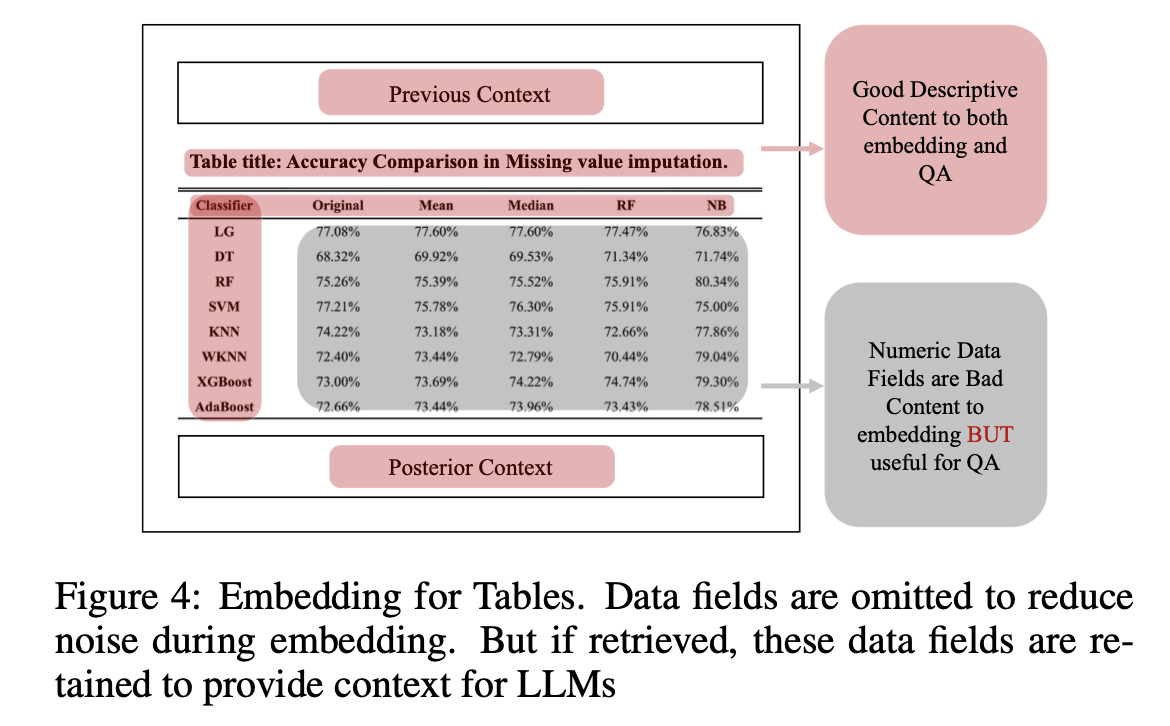 Previous Context
Table title: Accuracy Comparison in Missing value imputation.
Classifier Original Mean Median RF NB
LG 77.08% 77.60% 77.60% 77.47% 76.83%
DT 68.32% 69.92% 69.53% 71.34% 71.74%
RF 75.26% 75.39% 75.52% 75.91% 80.34%
SVM 77.21% 75.78% 76.30% 75.91% 75.00%
KNN 74.22% 73.18% 73.31% 72.66% 77.86%
WKNN 72.40% 73.44% 72.79% 70.44% 79.04%
XGBoost 73.00% 73.69% 74.22% 74.74% 79.30%
AdaBoost 72.66% 73.44% 73.96% 73.43% 78.51%
Posterior Context
Good Descriptive
Content to both
embedding and
QA
Numeric Data
Fields are Bad
Content to
embedding BUT
useful for QA
Figure 4: Embedding for Tables. Data fields are omitted to reduce
noise during embedding. But if retrieved, these data fields are re-
tained to provide context for LLMs